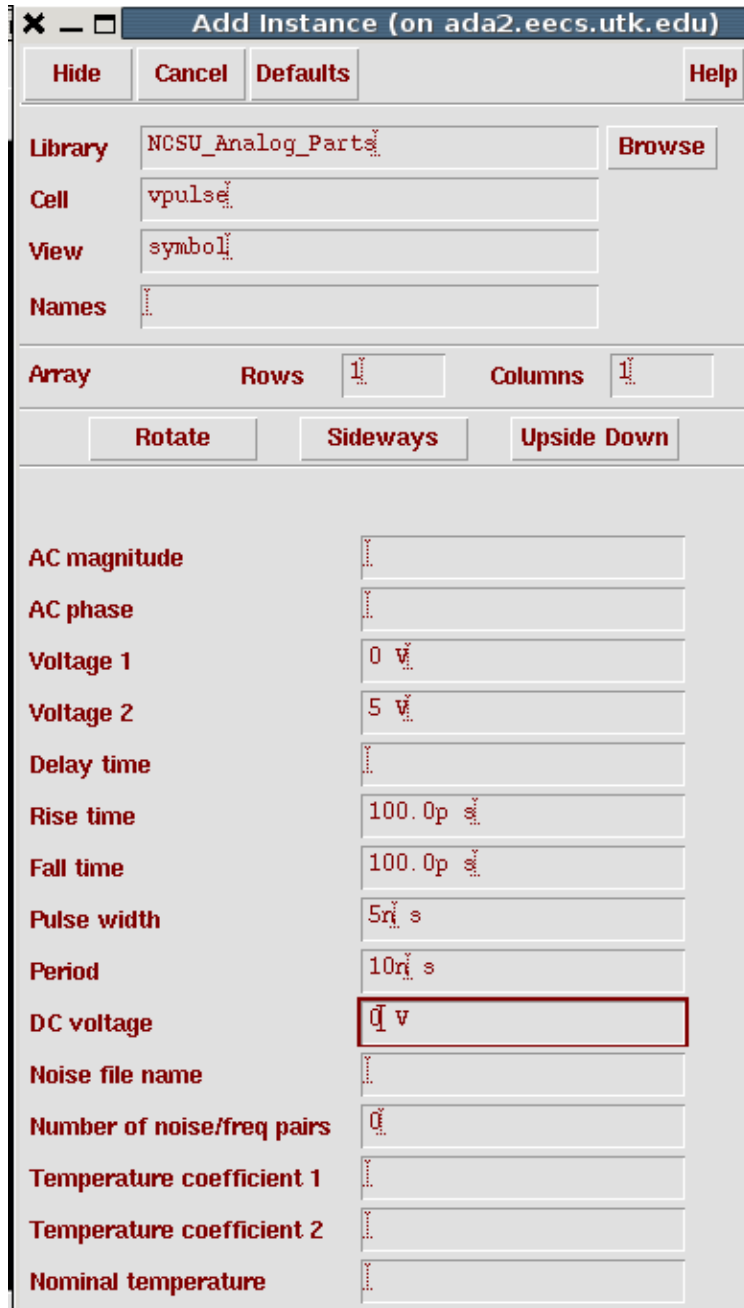 Add Instance (on ada2.eecs.utk.edu)
Hide Cancel Defaults Help
Library NCSU_Analog_Parts Browse
Cell vpulse
View symbol
Names
Array Rows 1 Columns 1
Rotate Sideways Upside Down
AC magnitude
AC phase
Voltage 1 0 V
Voltage 2 5 V
Delay time
Rise time 100.0p s
Fall time 100.0p s
Pulse width 5n s
Period 10n s
DC voltage 0 V
Noise file name
Number of noise/freq pairs 0
Temperature coefficient 1
Temperature coefficient 2
Nominal temperature